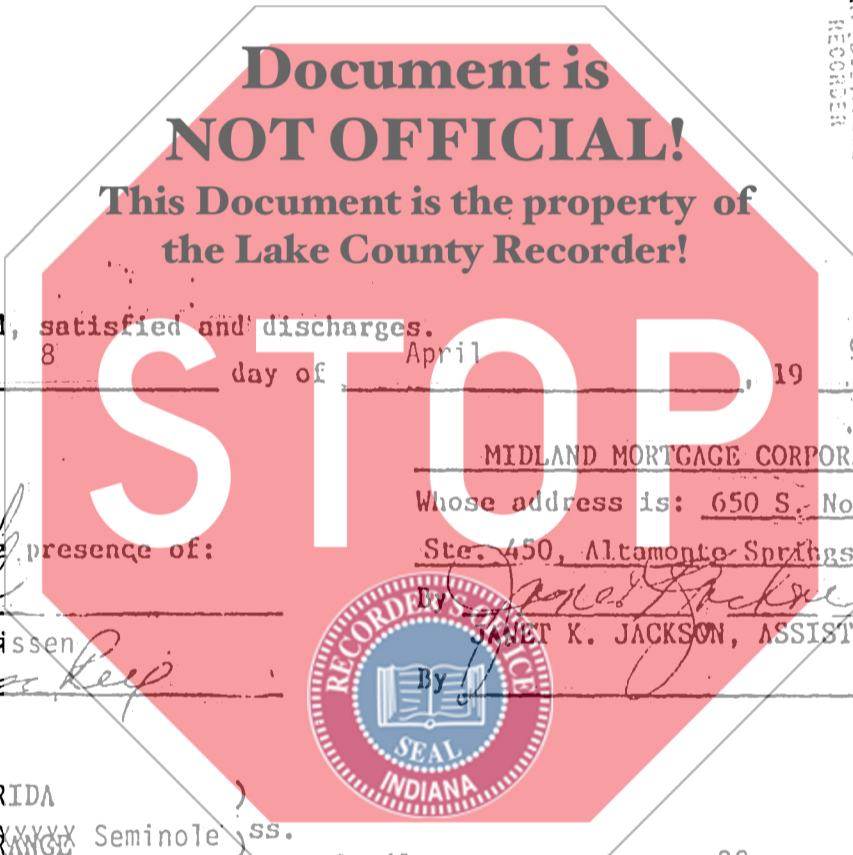 RECORDER
Document is
NOT OFFICIAL!
This Document is the property of
the Lake County Recorder!
, satisfied and discharges.
8 day of April , 19
STOP
MIDLAND MORTGAGE CORPOR
Whose address is: 650 S. No
presence of:
Ste. 450, Altamonte Springs
By
ssen
JANET K. JACKSON, ASSIST
By
RECORDER'S OFFICE
SEAL
INDIANA
RIDA )
Seminole ) ss.